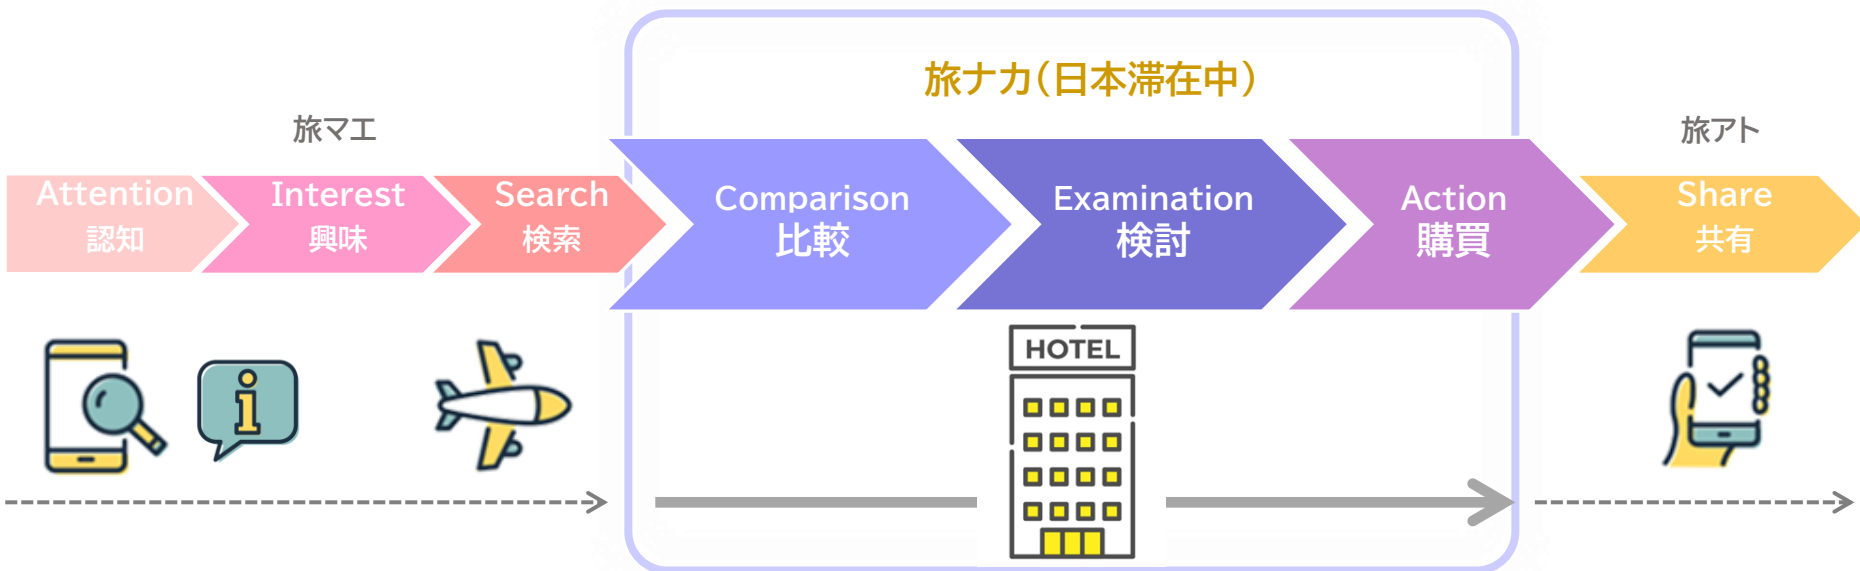 旅マエ
Attention
認知
Interest
興味
Search
検索
旅ナカ(日本滞在中)
Comparison
比較
Examination
検討
Action
購買
旅アト
Share
共有
i
HOTEL